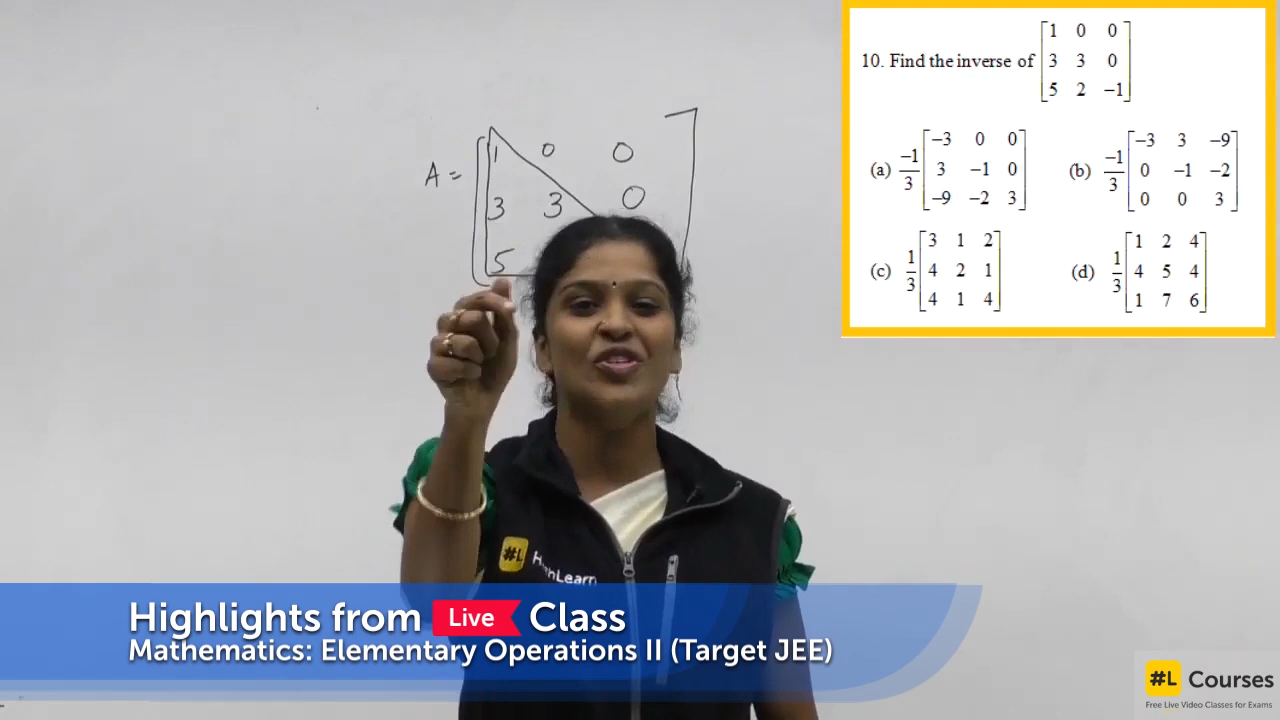 10. Find the inverse of
1 0 0
3 3 0
5 2 −1
(a) −1/3
−3 0 0
3 −1 0
−9 −2 3
(b) −1/3
−3 3 −9
0 −1 −2
0 0 3
(c) 1/3
3 1 2
4 2 1
4 1 4
(d) 1/3
1 2 4
4 5 4
1 7 6
A =
1 0 0
3 3 0
5
#L
Highlights from Live Class
Mathematics: Elementary Operations II (Target JEE)
#L Courses
Free Live Video Classes for Exams